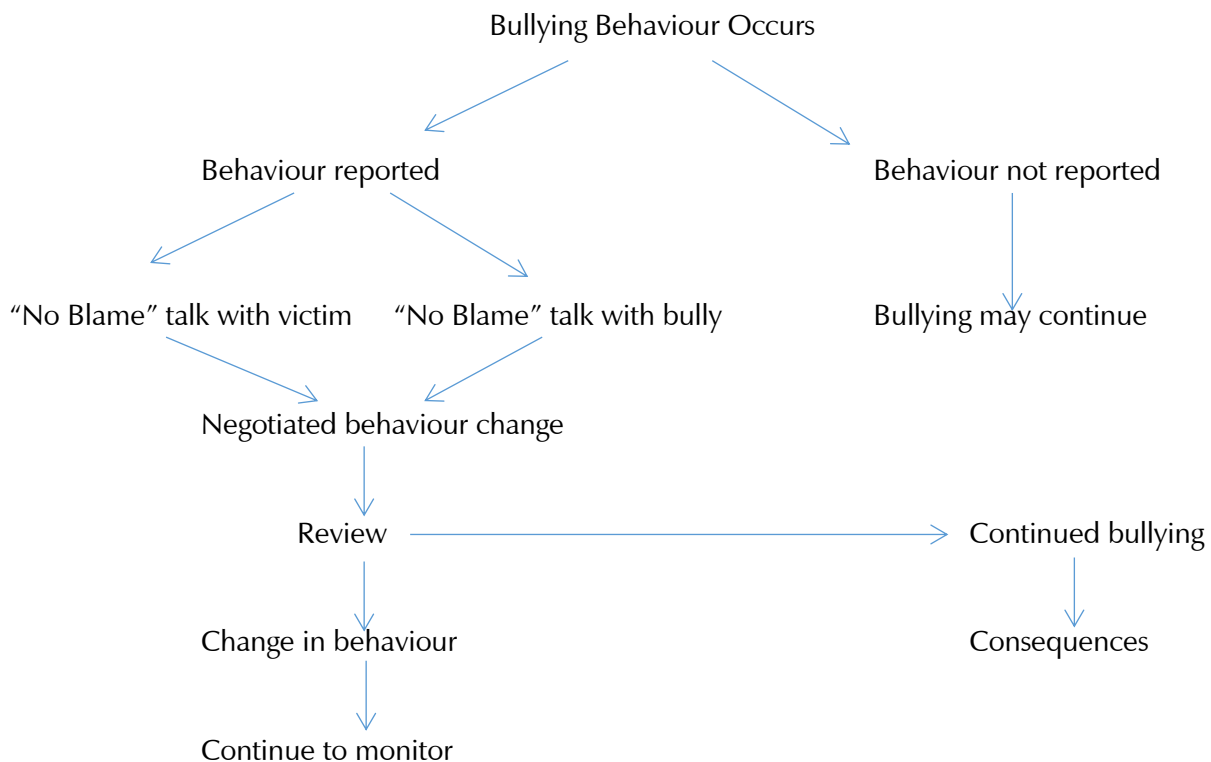 Bullying Behaviour Occurs
Behaviour reported
Behaviour not reported
“No Blame” talk with victim
“No Blame” talk with bully
Bullying may continue
Negotiated behaviour change
Review
Continued bullying
Change in behaviour
Consequences
Continue to monitor